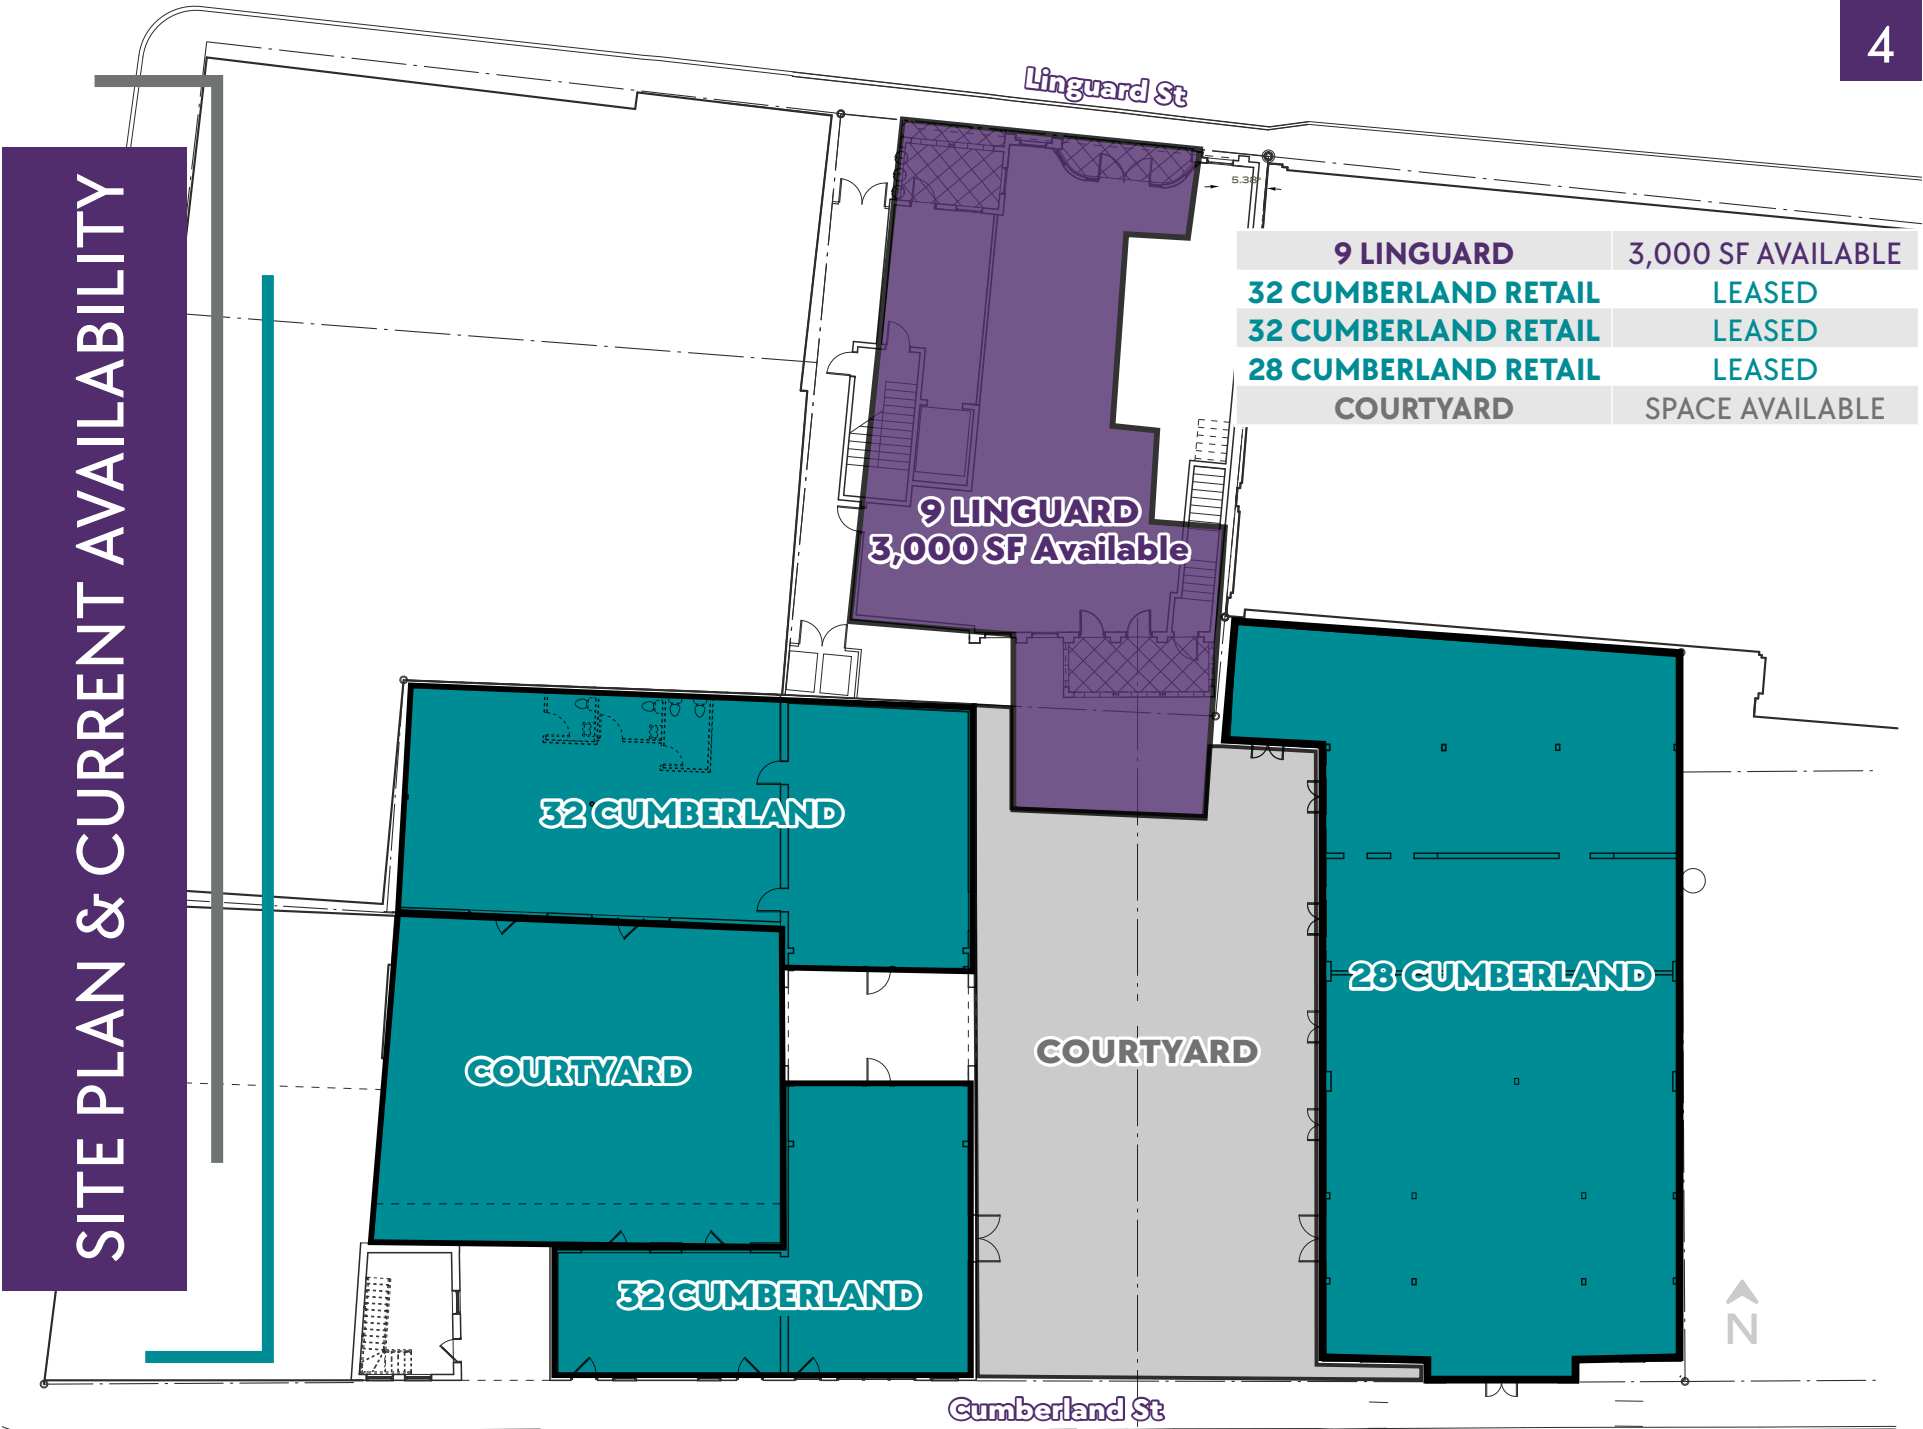 4
SITE PLAN & CURRENT AVAILABILITY
Linguard St
5.38'
9 LINGUARD 3,000 SF AVAILABLE
32 CUMBERLAND RETAIL LEASED
32 CUMBERLAND RETAIL LEASED
28 CUMBERLAND RETAIL LEASED
COURTYARD SPACE AVAILABLE
9 LINGUARD
3,000 SF Available
32 CUMBERLAND
28 CUMBERLAND
COURTYARD
COURTYARD
32 CUMBERLAND
N
Cumberland St